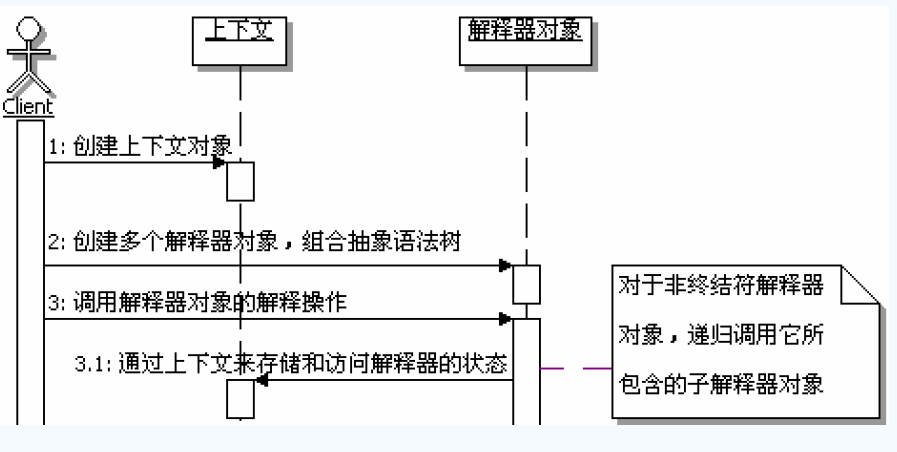 上下文
解释器对象
Client
1: 创建上下文对象
2: 创建多个解释器对象，组合抽象语法树
3: 调用解释器对象的解释操作
3.1: 通过上下文来存储和访问解释器的状态
对于非终结符解释器
对象，递归调用它所
包含的子解释器对象